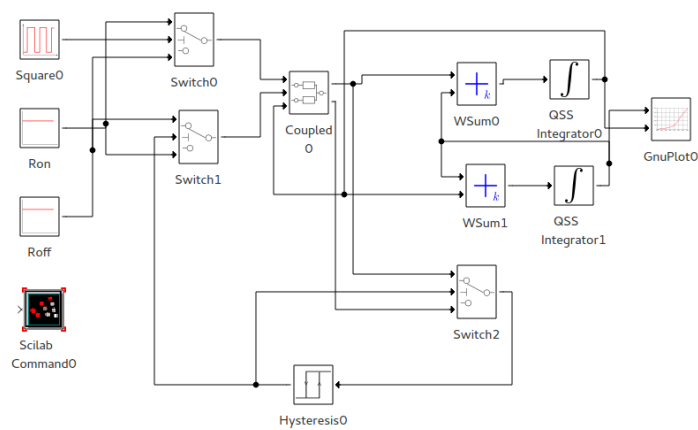 Square0
Switch0
Ron
Switch1
Coupled
0
k
WSum0
QSS
Integrator0
GnuPlot0
k
WSum1
QSS
Integrator1
Roff
Switch2
Scilab
Command0
Hysteresis0